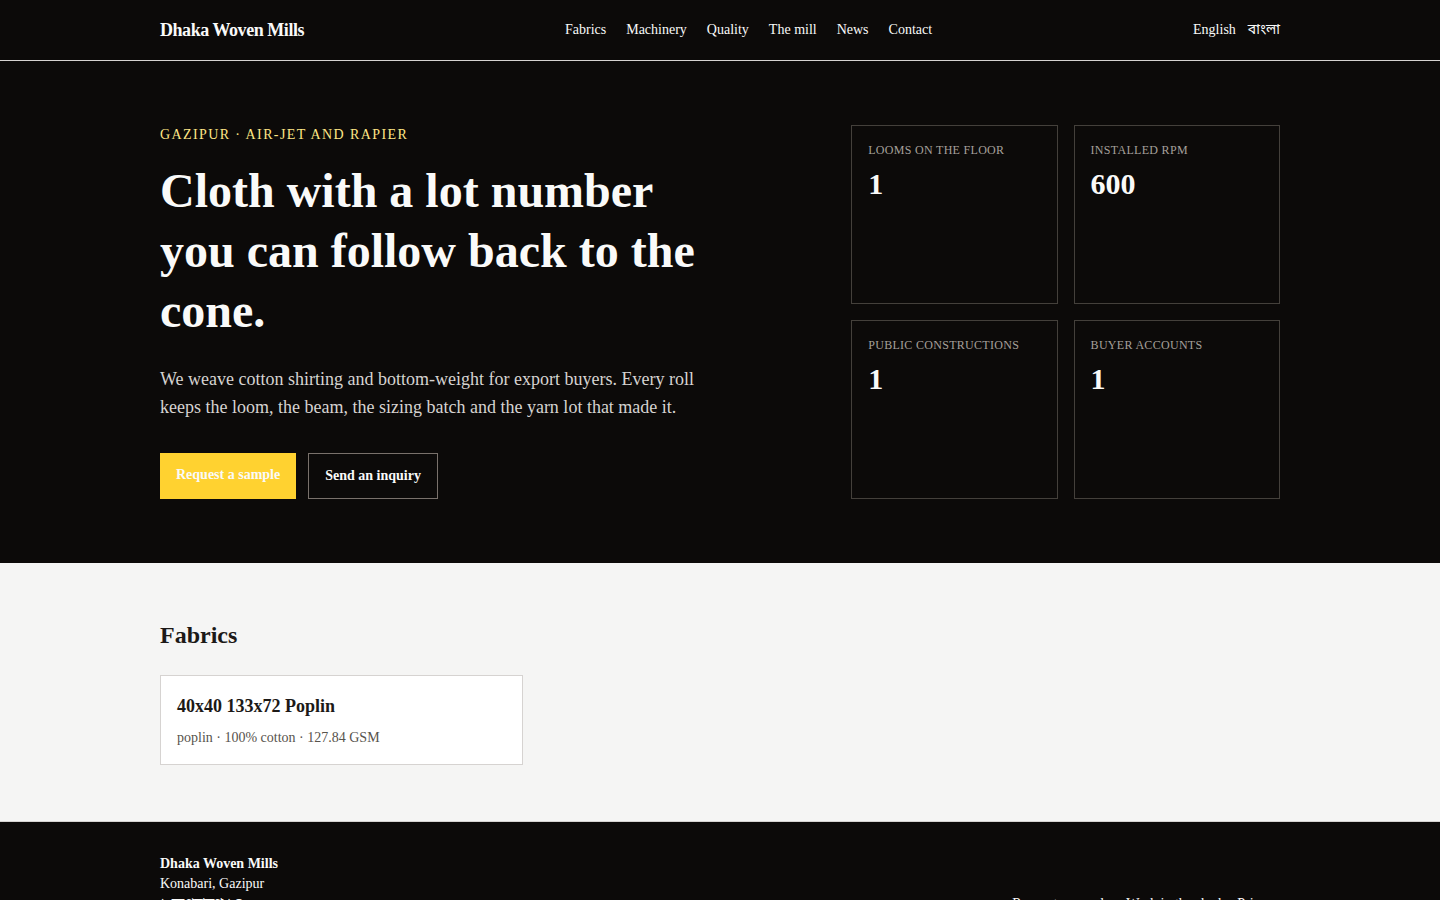 Dhaka Woven Mills
Fabrics Machinery Quality The mill News Contact
English বাংলা
GAZIPUR · AIR-JET AND RAPIER
Cloth with a lot number
you can follow back to the
cone.
We weave cotton shirting and bottom-weight for export buyers. Every roll
keeps the loom, the beam, the sizing batch and the yarn lot that made it.
Request a sample
Send an inquiry
LOOMS ON THE FLOOR
1
INSTALLED RPM
600
PUBLIC CONSTRUCTIONS
1
BUYER ACCOUNTS
1
Fabrics
40x40 133x72 Poplin
poplin · 100% cotton · 127.84 GSM
Dhaka Woven Mills
Konabari, Gazipur